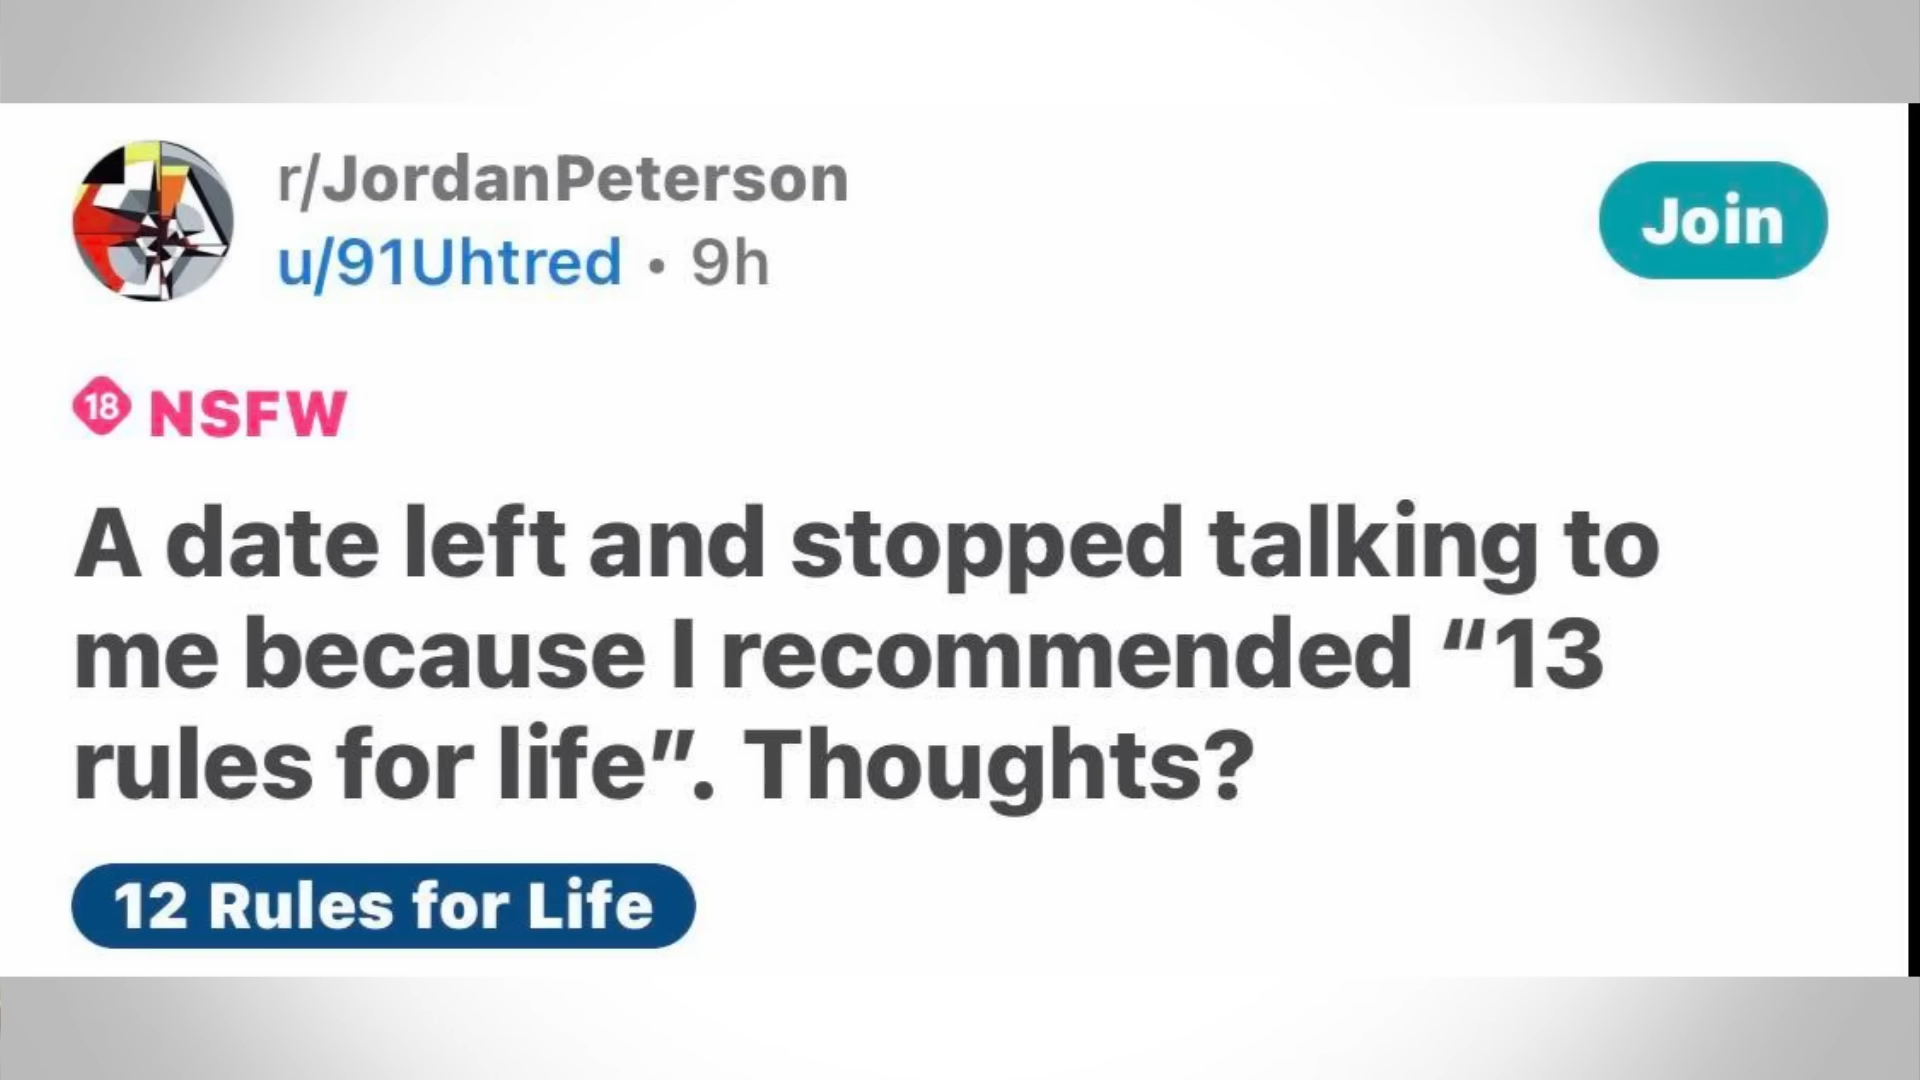 r/JordanPeterson
u/91Uhtred • 9h
Join
18 NSFW
A date left and stopped talking to
me because I recommended “13
rules for life”. Thoughts?
12 Rules for Life